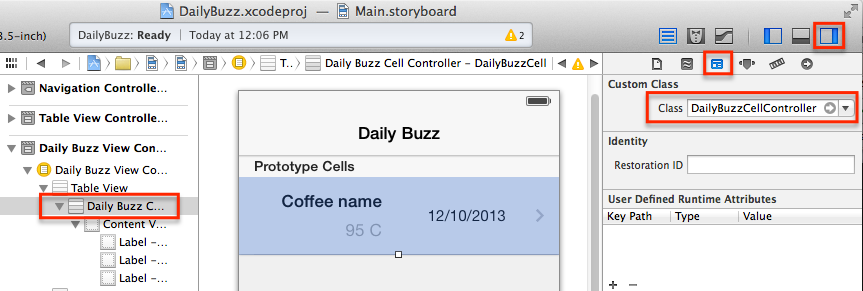 DailyBuzz.xcodeproj — Main.storyboard
3.5-inch)
DailyBuzz: Ready | Today at 12:06 PM
2
T...
Daily Buzz Cell Controller – DailyBuzzCell
Navigation Controlle...
Table View Controlle...
Daily Buzz View Con...
Daily Buzz View Co...
Table View
Daily Buzz C...
Content V...
Label –...
Label –...
Label –...
Daily Buzz
Prototype Cells
Coffee name
95 C
12/10/2013
Custom Class
Class DailyBuzzCellController
Identity
Restoration ID
User Defined Runtime Attributes
Key Path Type Value
+ −